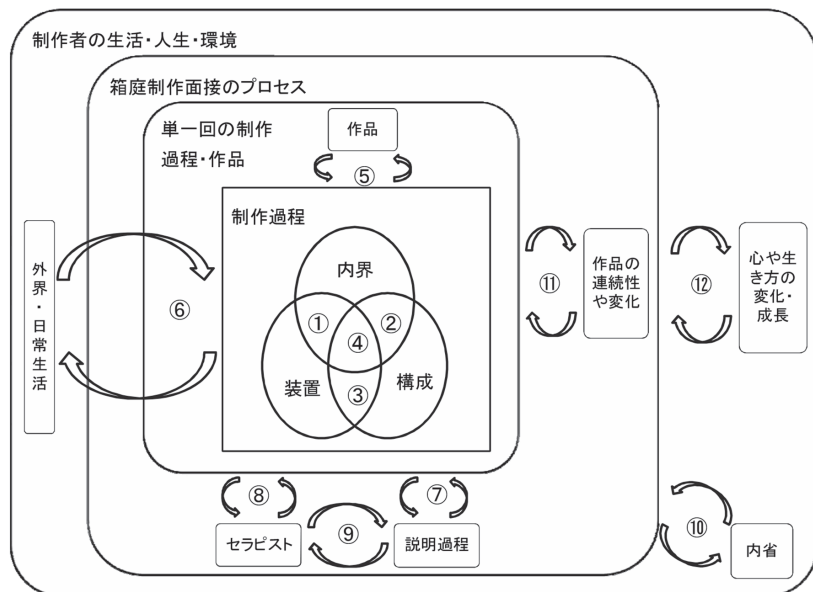 制作者の生活・人生・環境
箱庭制作面接のプロセス
単一回の制作
過程・作品
作品
⑤
制作過程
内界
①
②
④
装置
③
構成
外界・日常生活
⑥
⑪
作品の
連続性
や変化
⑫
心や生
き方の
変化・
成長
⑧
⑦
セラピスト
⑨
説明過程
⑩
内省